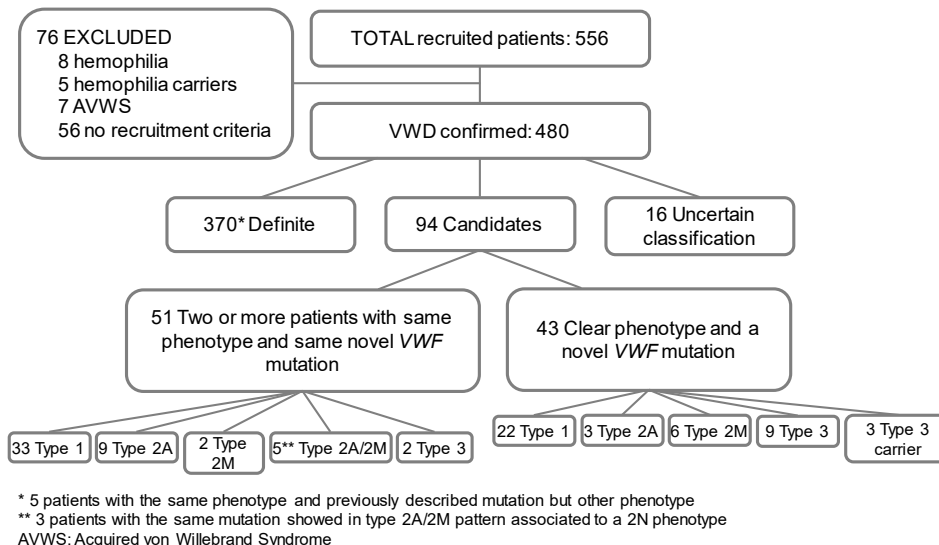 76 EXCLUDED
8 hemophilia
5 hemophilia carriers
7 AVWS
56 no recruitment criteria
TOTAL recruited patients: 556
VWD confirmed: 480
370* Definite
94 Candidates
16 Uncertain
classification
51 Two or more patients with same
phenotype and same novel VWF
mutation
43 Clear phenotype and a
novel VWF mutation
33 Type 1
9 Type 2A
2 Type
2M
5** Type 2A/2M
2 Type 3
22 Type 1
3 Type 2A
6 Type 2M
9 Type 3
3 Type 3
carrier
* 5 patients with the same phenotype and previously described mutation but other phenotype
** 3 patients with the same mutation showed in type 2A/2M pattern associated to a 2N phenotype
AVWS: Acquired von Willebrand Syndrome